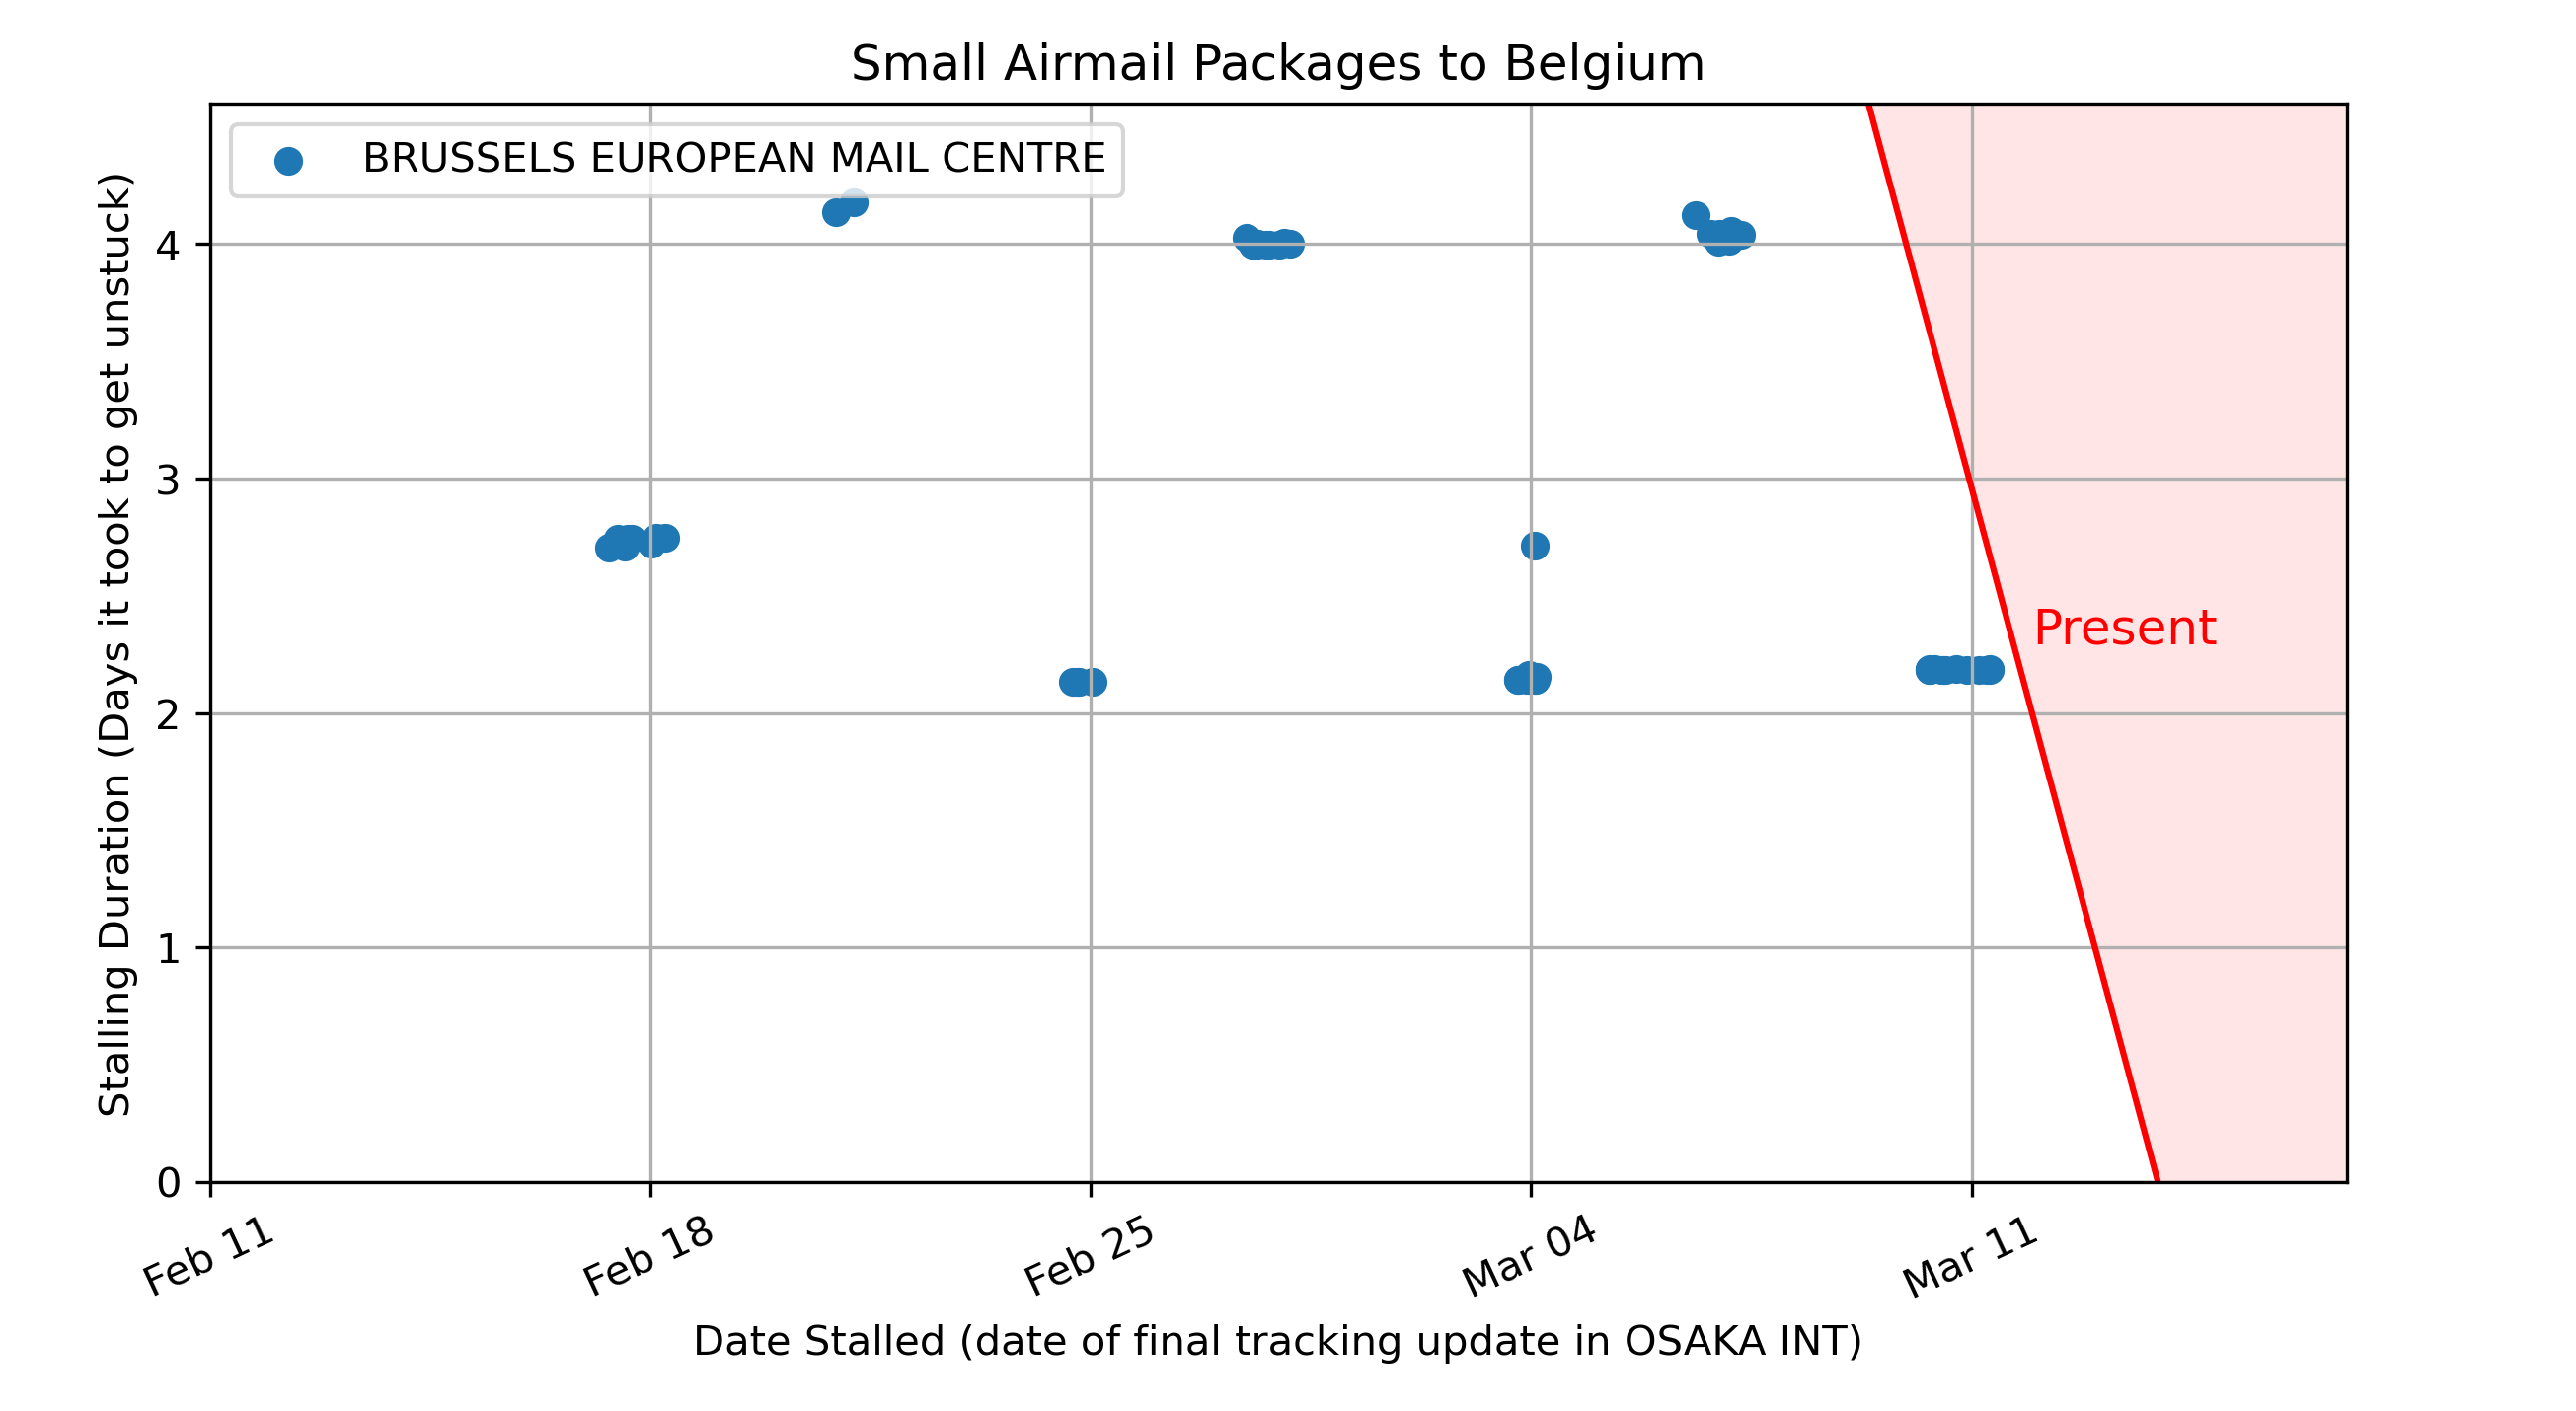 Small Airmail Packages to Belgium
BRUSSELS EUROPEAN MAIL CENTRE
Stalling Duration (Days it took to get unstuck)
4
3
2
1
0
Present
Feb 11
Feb 18
Feb 25
Mar 04
Mar 11
Date Stalled (date of final tracking update in OSAKA INT)